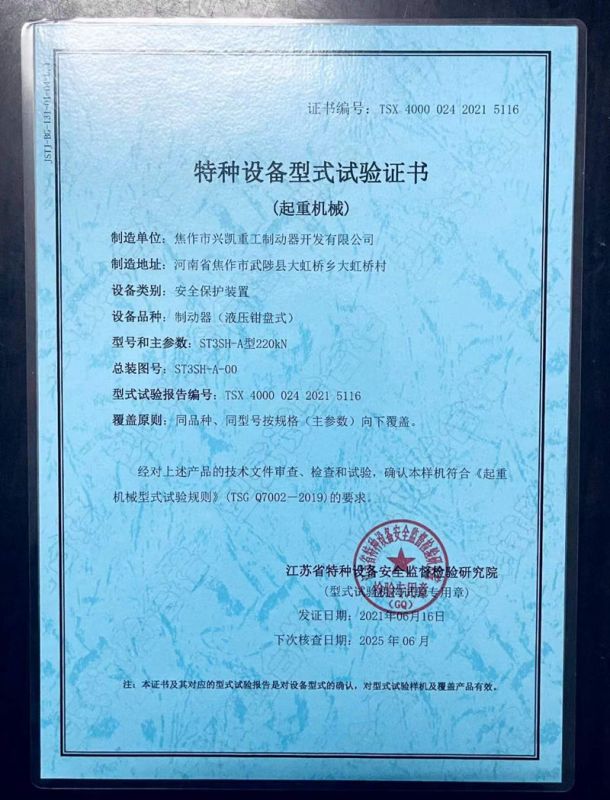 证书编号：TSX 4000 024 2021 5116
特种设备型式试验证书
(起重机械)
制造单位：焦作市兴凯重工制动器开发有限公司
制造地址：河南省焦作市武陟县大虹桥乡大虹桥村
设备类别：安全保护装置
设备品种：制动器（液压钳盘式）
型号和主参数：ST3SH-A型220kN
总装图号：ST3SH-A-00
型式试验报告编号：TSX 4000 024 2021 5116
覆盖原则：同品种、同型号按规格（主参数）向下覆盖。
经对上述产品的技术文件审查、检查和试验，确认本样机符合《起重
机械型式试验规则》(TSG Q7002－2019)的要求。
江苏省特种设备安全监督检验研究院
检验专用章
(GQ)
发证日期：2021年06月16日
下次核查日期：2025 年 06 月
注：本证书及其对应的型式试验报告是对设备型式的确认，对型式试验样机及覆盖产品有效。